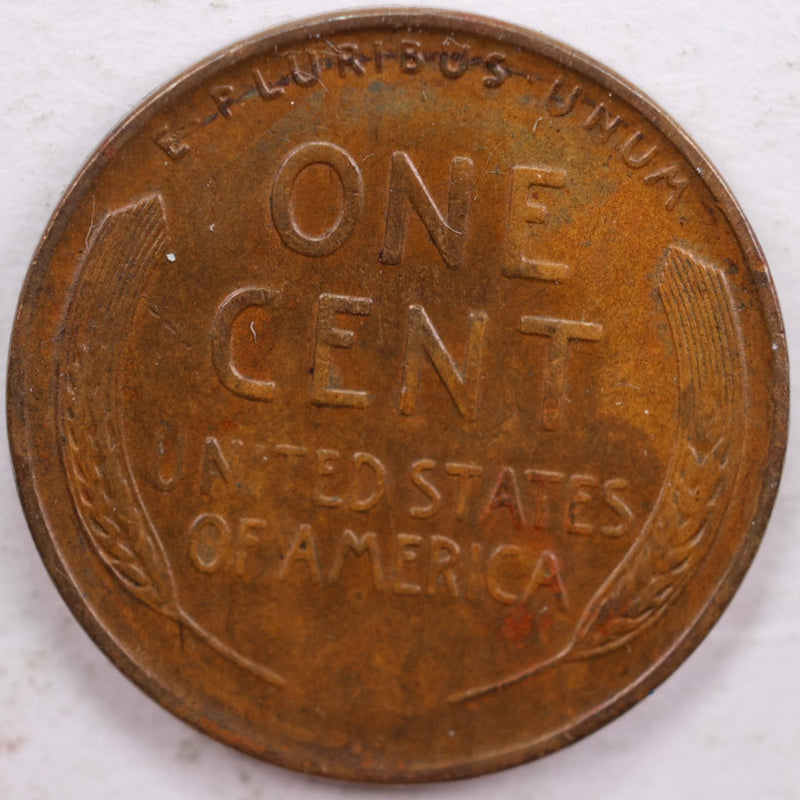 E PLURIBUS UNUM
ONE
CENT
UNITED STATES
OF AMERICA